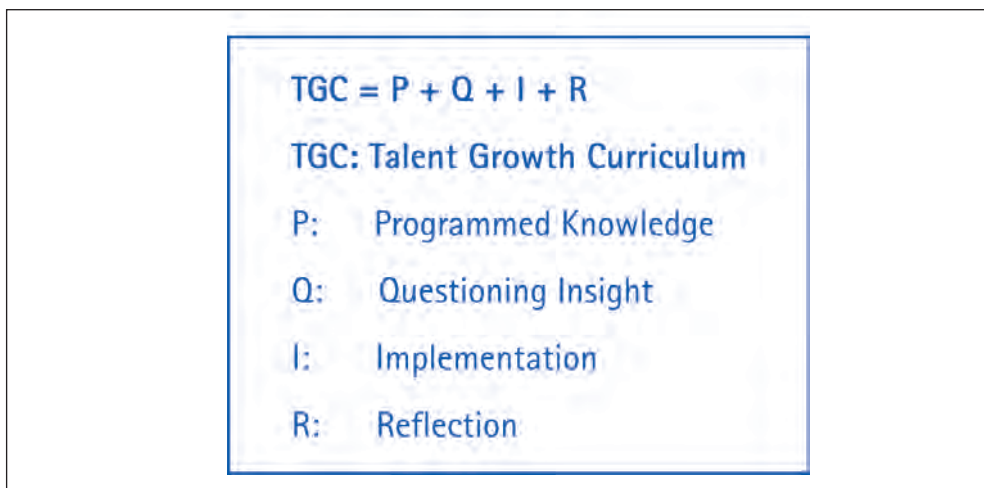 TGC = P + Q + I + R
TGC: Talent Growth Curriculum
P: Programmed Knowledge
Q: Questioning Insight
I: Implementation
R: Reflection